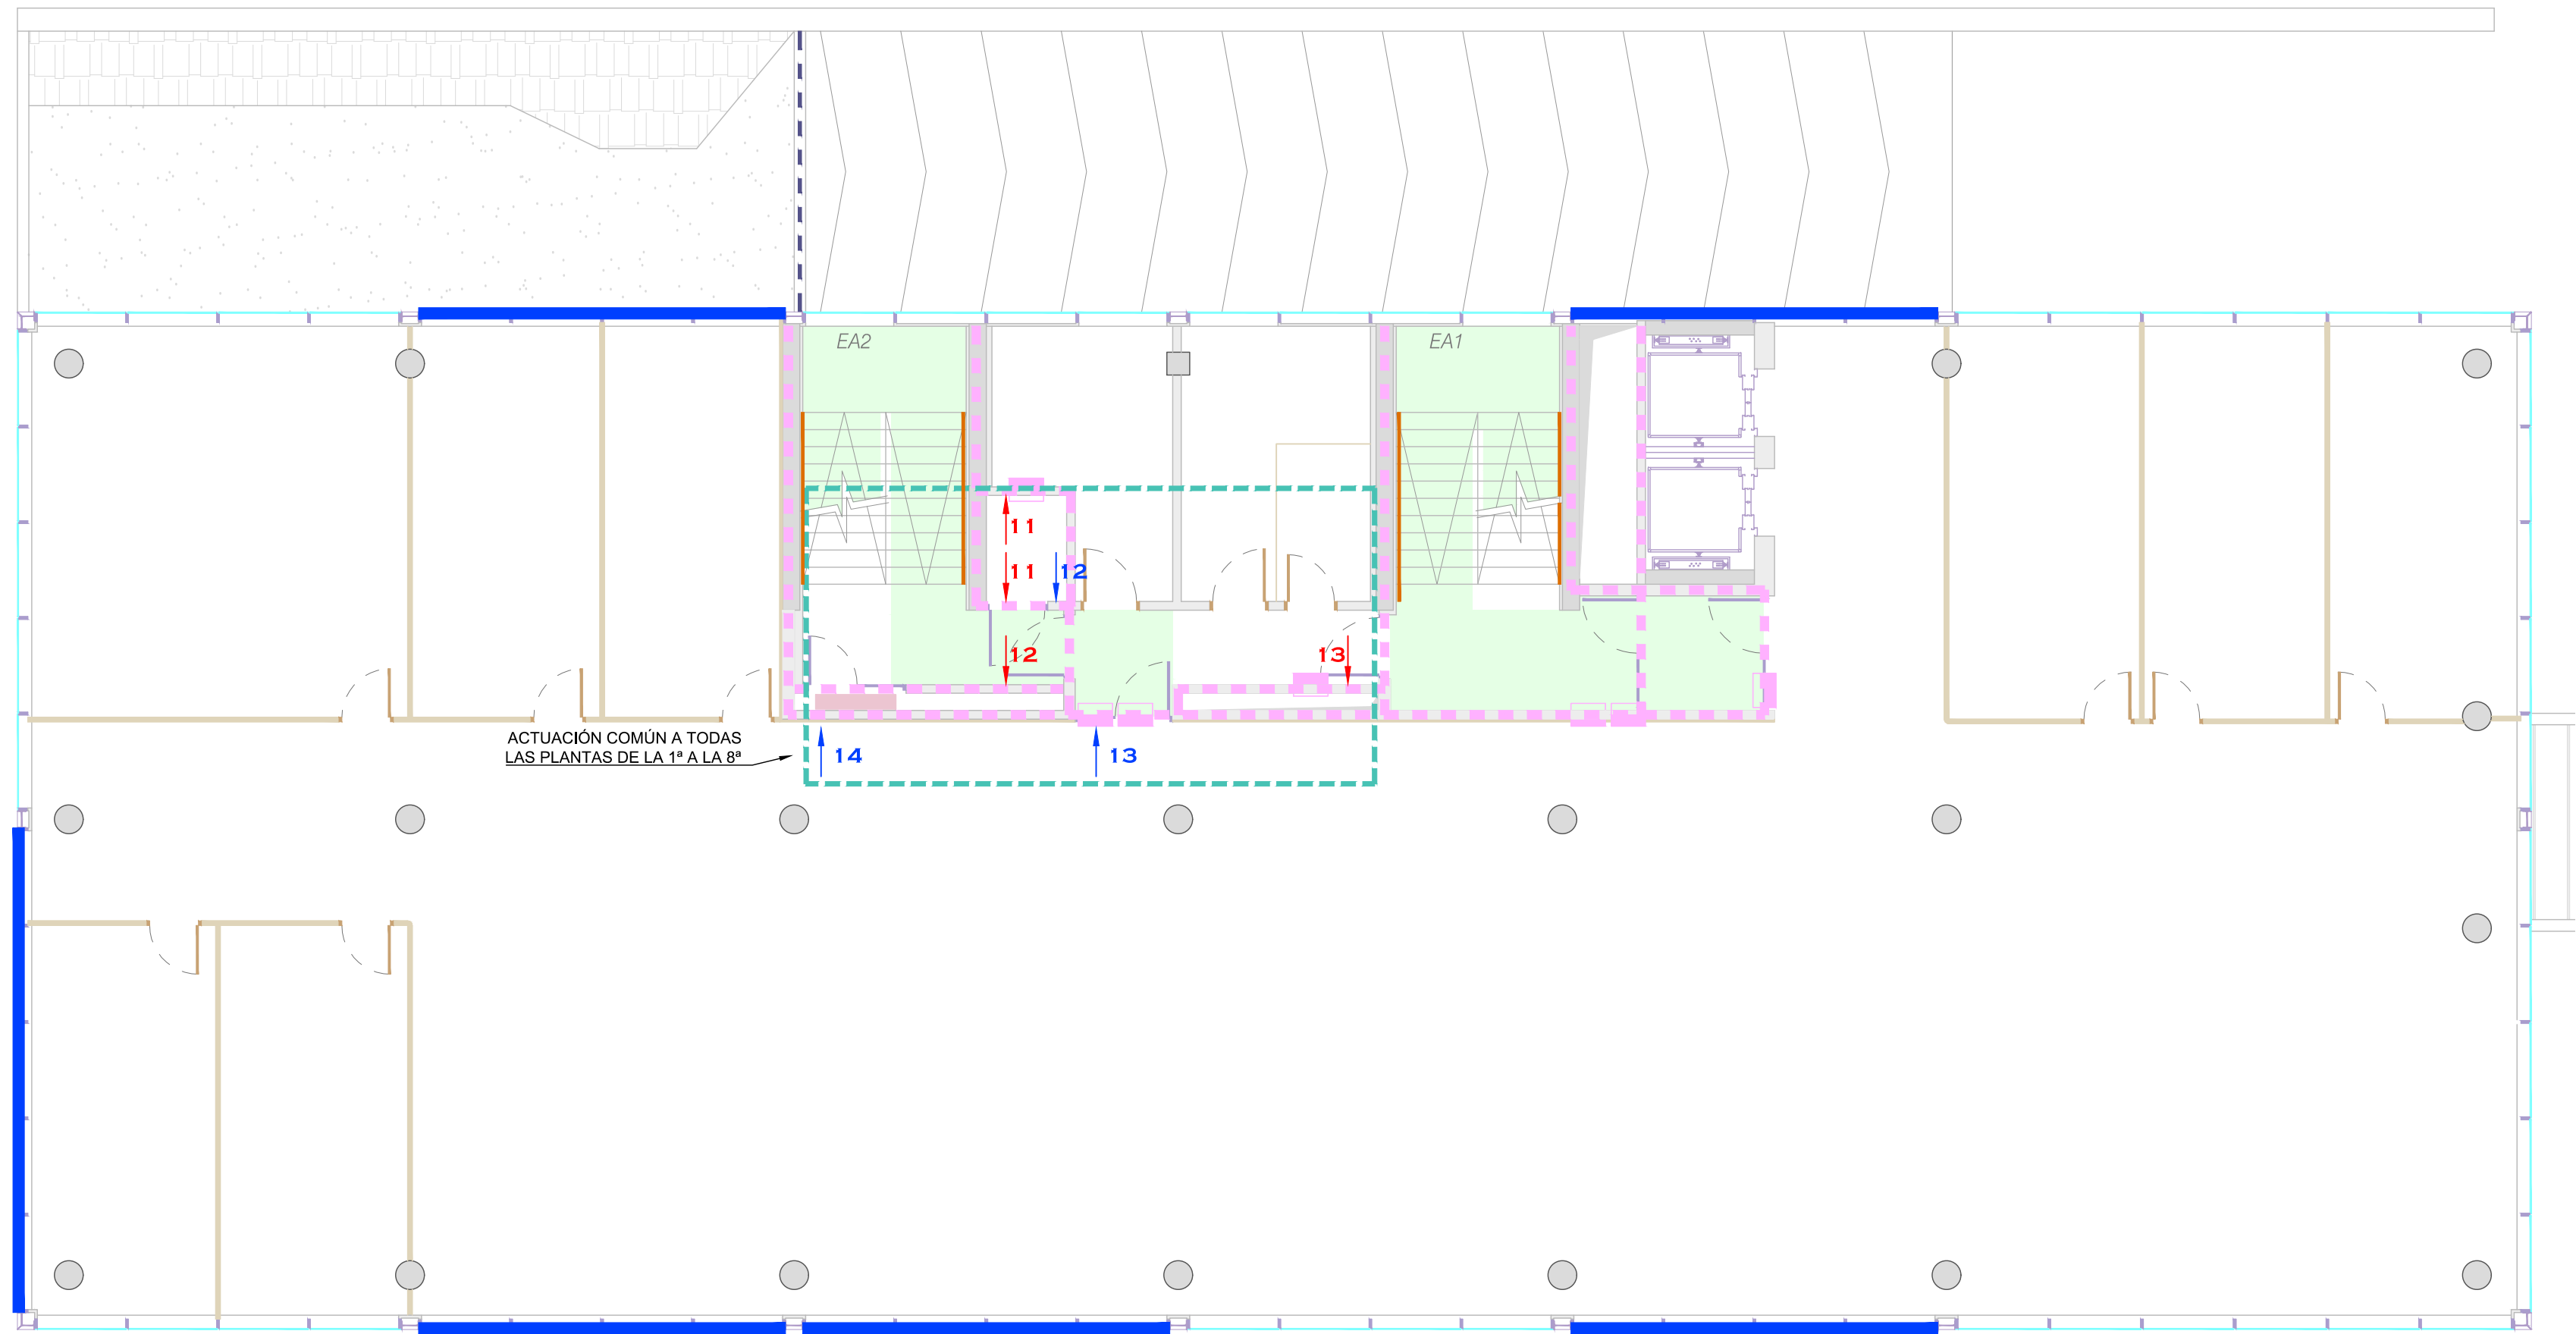 EA2
EA1
11
11
12
12
13
ACTUACIÓN COMÚN A TODAS
LAS PLANTAS DE LA 1ª A LA 8ª
14
13